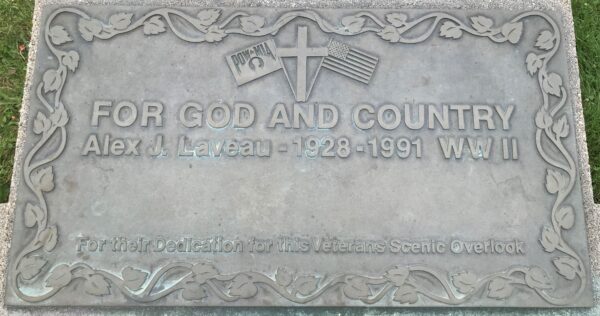 POW * MIA
FOR GOD AND COUNTRY
Alex J. Laveau - 1928 - 1991 WW II
For their Dedication for this Veterans Scenic Overlook